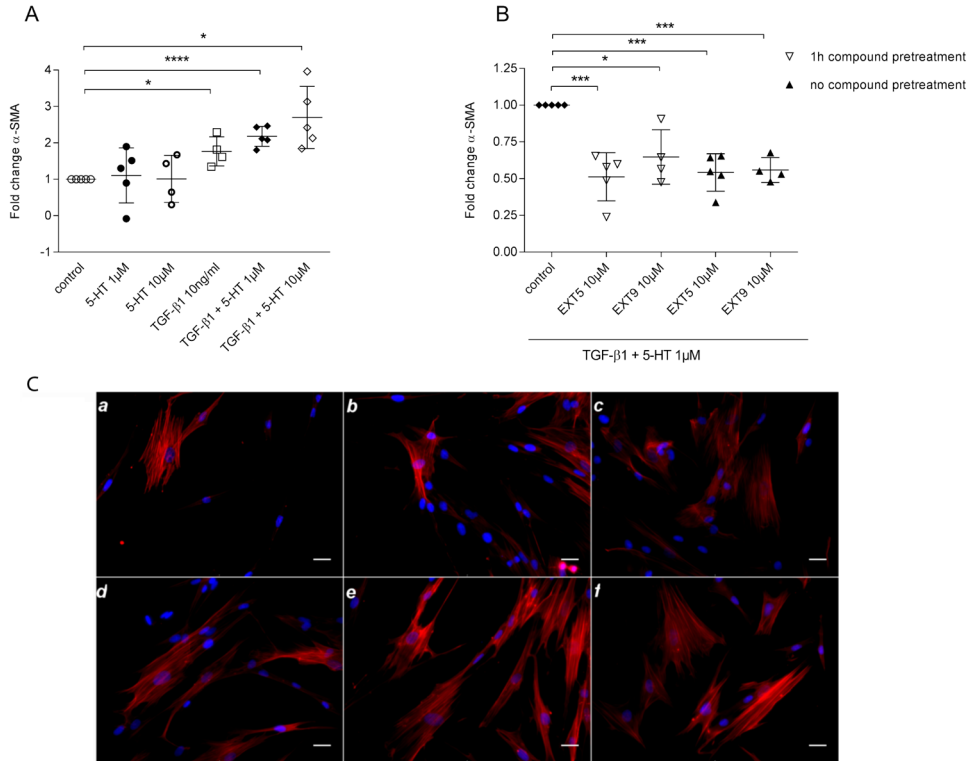 A
*
****
*
Fold change α-SMA
4
3
2
1
0
-1
control
5-HT 1μM
5-HT 10μM
TGF-β1 10ng/ml
TGF-β1 + 5-HT 1μM
TGF-β1 + 5-HT 10μM
B
***
***
*
***
1h compound pretreatment
no compound pretreatment
Fold change α-SMA
1.25
1.00
0.75
0.50
0.25
0.00
control
EXT5 10μM
EXT9 10μM
EXT5 10μM
EXT9 10μM
TGF-β1 + 5-HT 1μM
C
a
b
c
d
e
f